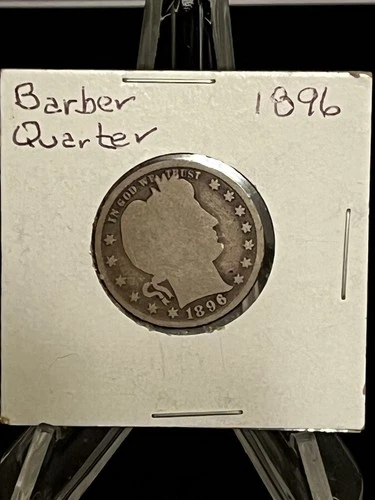 Barber 1896
Quarter
IN GOD WE TRUST
1896